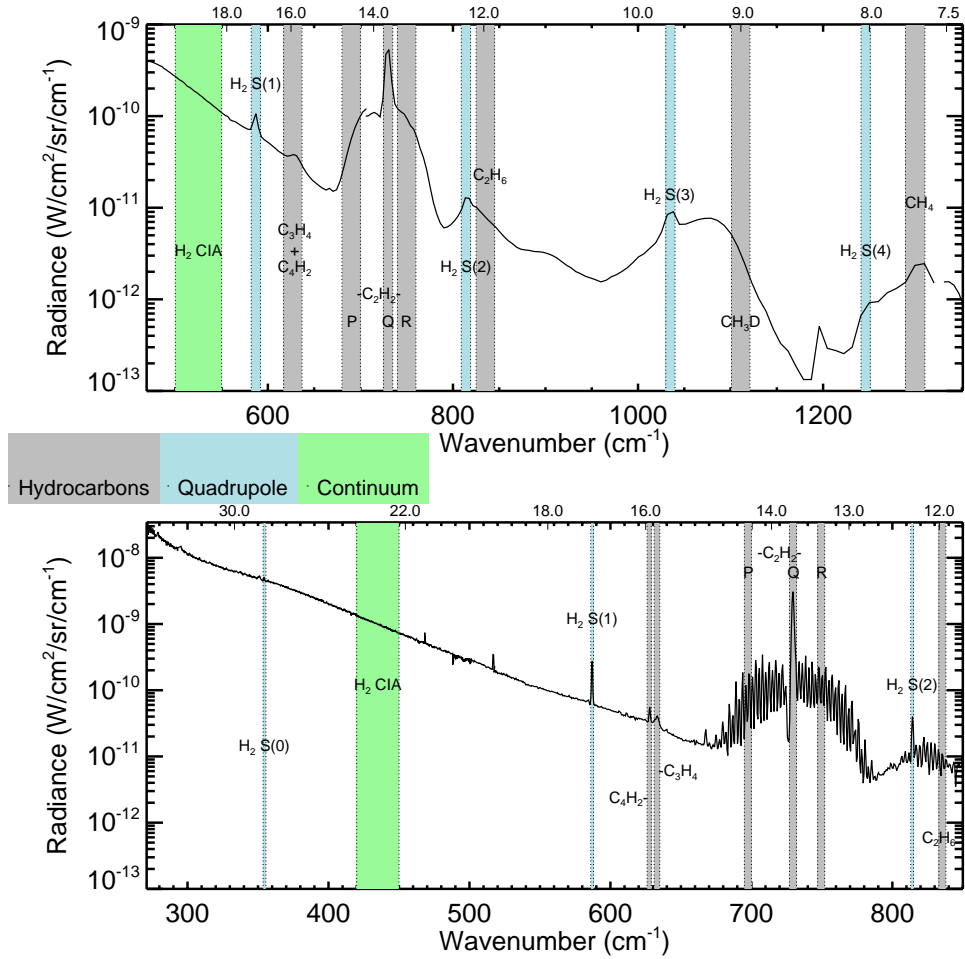 18.0 16.0 14.0 12.0 10.0 9.0 8.0 7.5
10⁻⁹
10⁻¹⁰
10⁻¹¹
10⁻¹²
10⁻¹³
Radiance (W/cm²/sr/cm⁻¹)
H₂ S(1)
C₂H₆
H₂ S(3)
CH₄
C₃H₄
+
C₄H₂
H₂ CIA
H₂ S(2)
H₂ S(4)
-C₂H₂-
P Q R
CH₃D
600 800 1000 1200
Wavenumber (cm⁻¹)
Hydrocarbons Quadrupole Continuum
30.0 22.0 18.0 17.0 16.0 14.0 13.0 12.0
10⁻⁸
10⁻⁹
10⁻¹⁰
10⁻¹¹
10⁻¹²
10⁻¹³
Radiance (W/cm²/sr/cm⁻¹)
-C₂H₂-
P Q R
H₂ S(1)
H₂ CIA
H₂ S(2)
H₂ S(0)
-C₃H₄
C₄H₂-
C₂H₆
300 400 500 600 700 800
Wavenumber (cm⁻¹)